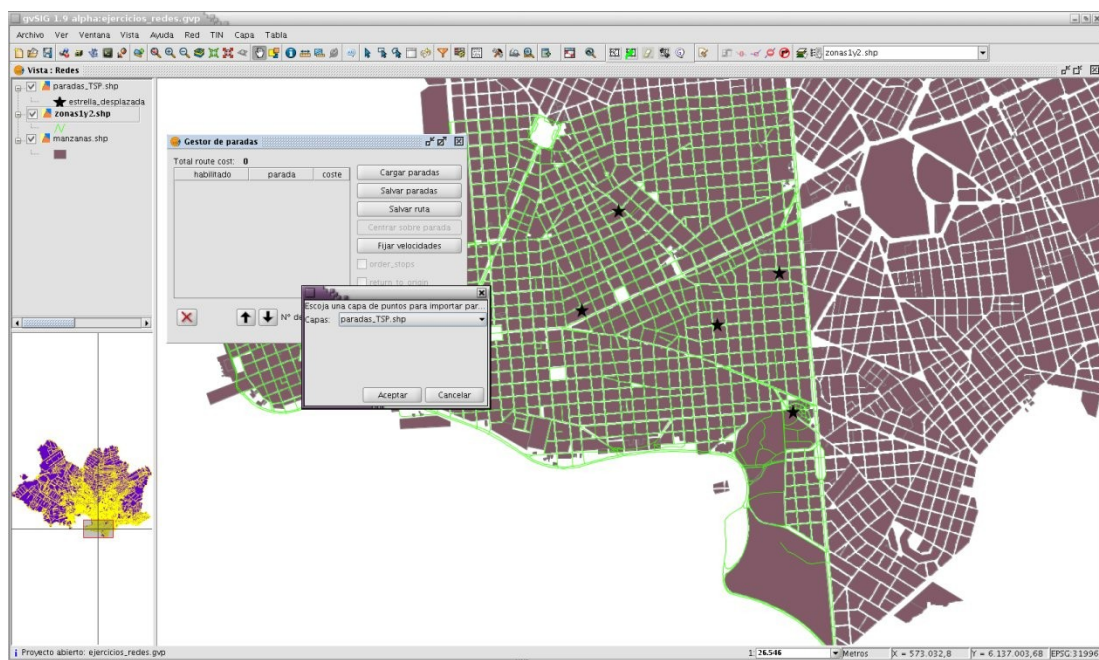 gvSIG 1.9 alpha:ejercicios_redes.gvp
Archivo Ver Ventana Vista Ayuda Red TIN Capa Tabla
zonas1y2.shp
Vista : Redes
paradas_TSP.shp
estrella_desplazada
zonas1y2.shp
manzanas.shp
Gestor de paradas
Total route cost: 0
habilitado parada coste
Cargar paradas
Salvar paradas
Salvar ruta
Centrar sobre parada
Fijar velocidades
order_stops
return_to_origin
Nº de
Escoja una capa de puntos para importar par...
Capas: paradas_TSP.shp
Aceptar Cancelar
Proyecto abierto: ejercicios_redes.gvp
1: 26.546 Metros X = 573.032,8 Y = 6.137.003,68 EPSG:31996